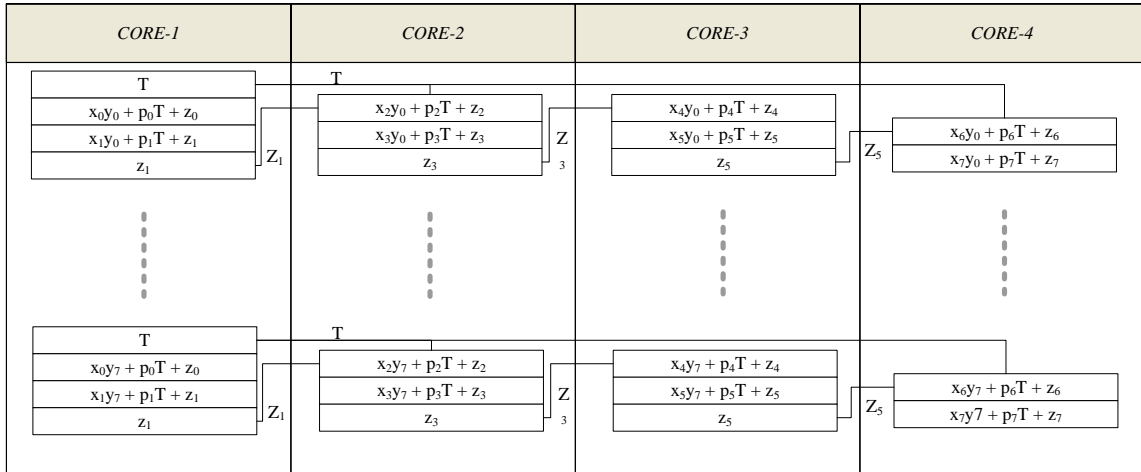 CORE-1 CORE-2 CORE-3 CORE-4
T
x₀y₀ + p₀T + z₀
x₁y₀ + p₁T + z₁
z₁
Z₁
T
x₂y₀ + p₂T + z₂
x₃y₀ + p₃T + z₃
z₃
Z
3
x₄y₀ + p₄T + z₄
x₅y₀ + p₅T + z₅
z₅
Z₅
x₆y₀ + p₆T + z₆
x₇y₀ + p₇T + z₇
T
x₀y₇ + p₀T + z₀
x₁y₇ + p₁T + z₁
z₁
Z₁
T
x₂y₇ + p₂T + z₂
x₃y₇ + p₃T + z₃
z₃
Z
3
x₄y₇ + p₄T + z₄
x₅y₇ + p₅T + z₅
z₅
Z₅
x₆y₇ + p₆T + z₆
x₇y7 + p₇T + z₇